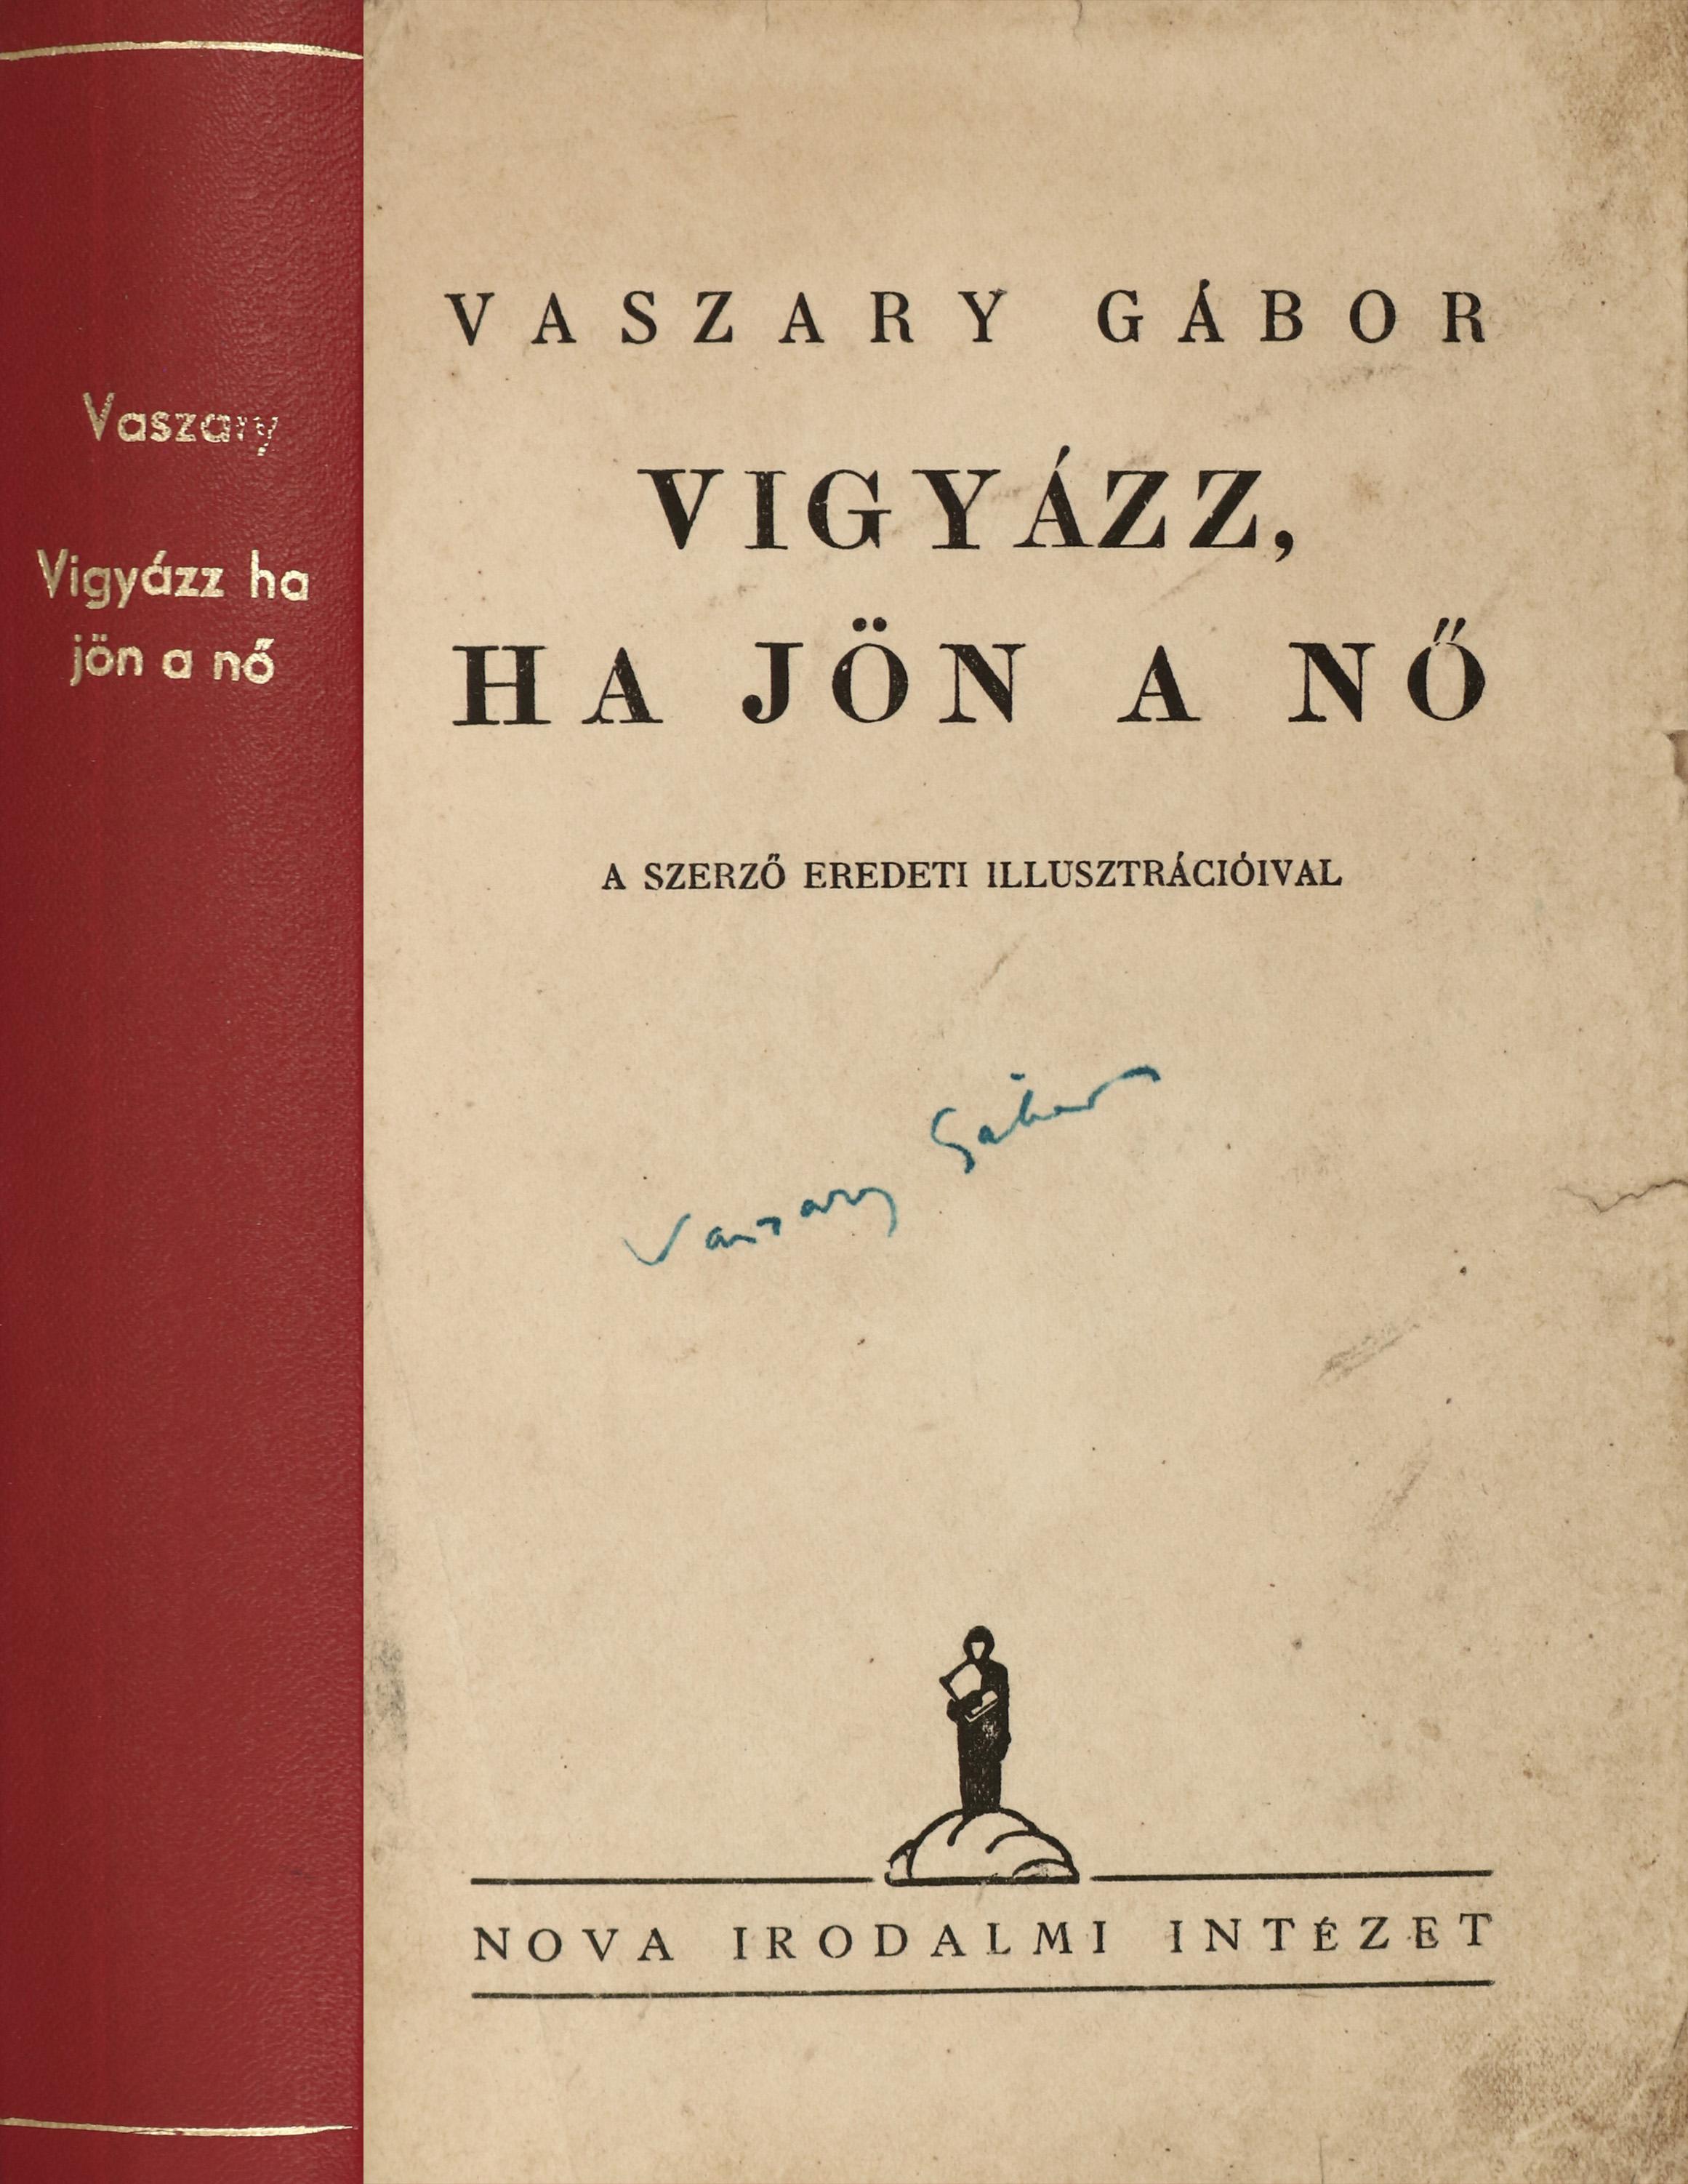 Vaszary
Vigyázz ha
jön a nő
VASZARY GÁBOR
VIGYÁZZ,
HA JÖN A NŐ
A SZERZŐ EREDETI ILLUSZTRÁCIÓIVAL
Vaszary Gábor
NOVA IRODALMI INTÉZET